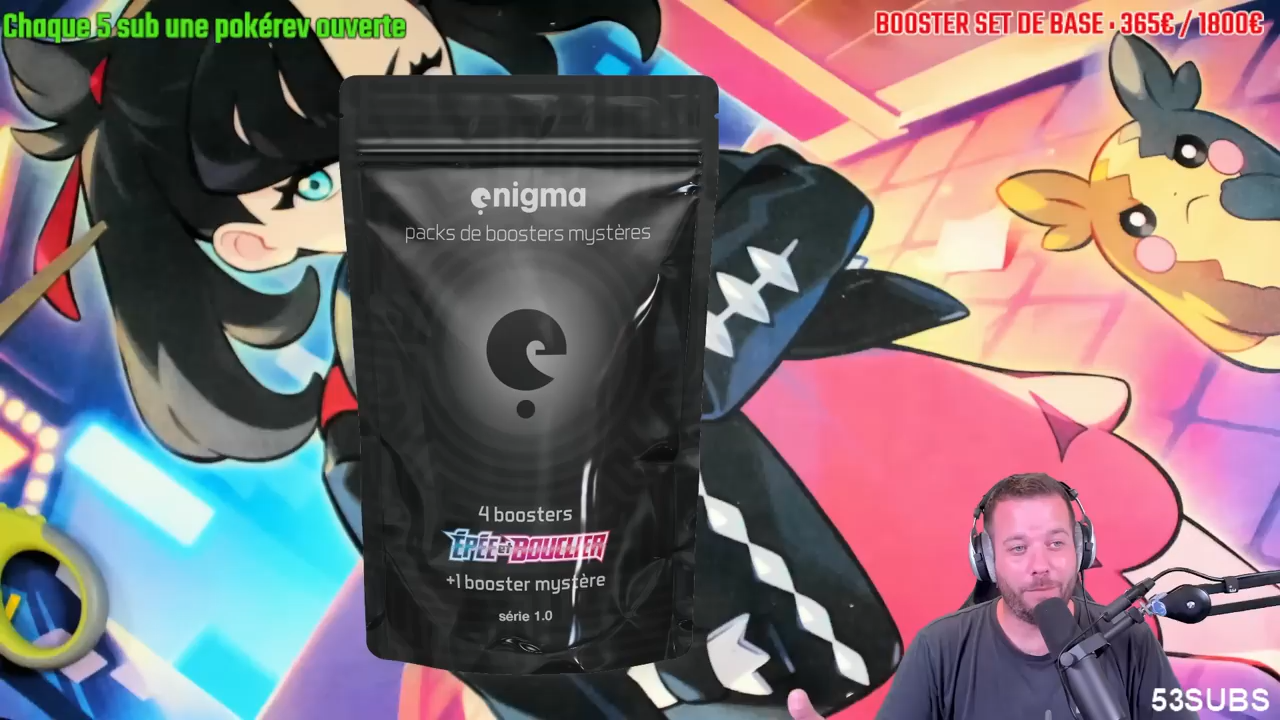 Chaque 5 sub une pokérev ouverte
BOOSTER SET DE BASE • 365€ / 1800€
enigma
packs de boosters mystères
4 boosters
ÉPÉE ET BOUCLIER
+1 booster mystère
série 1.0
53SUBS